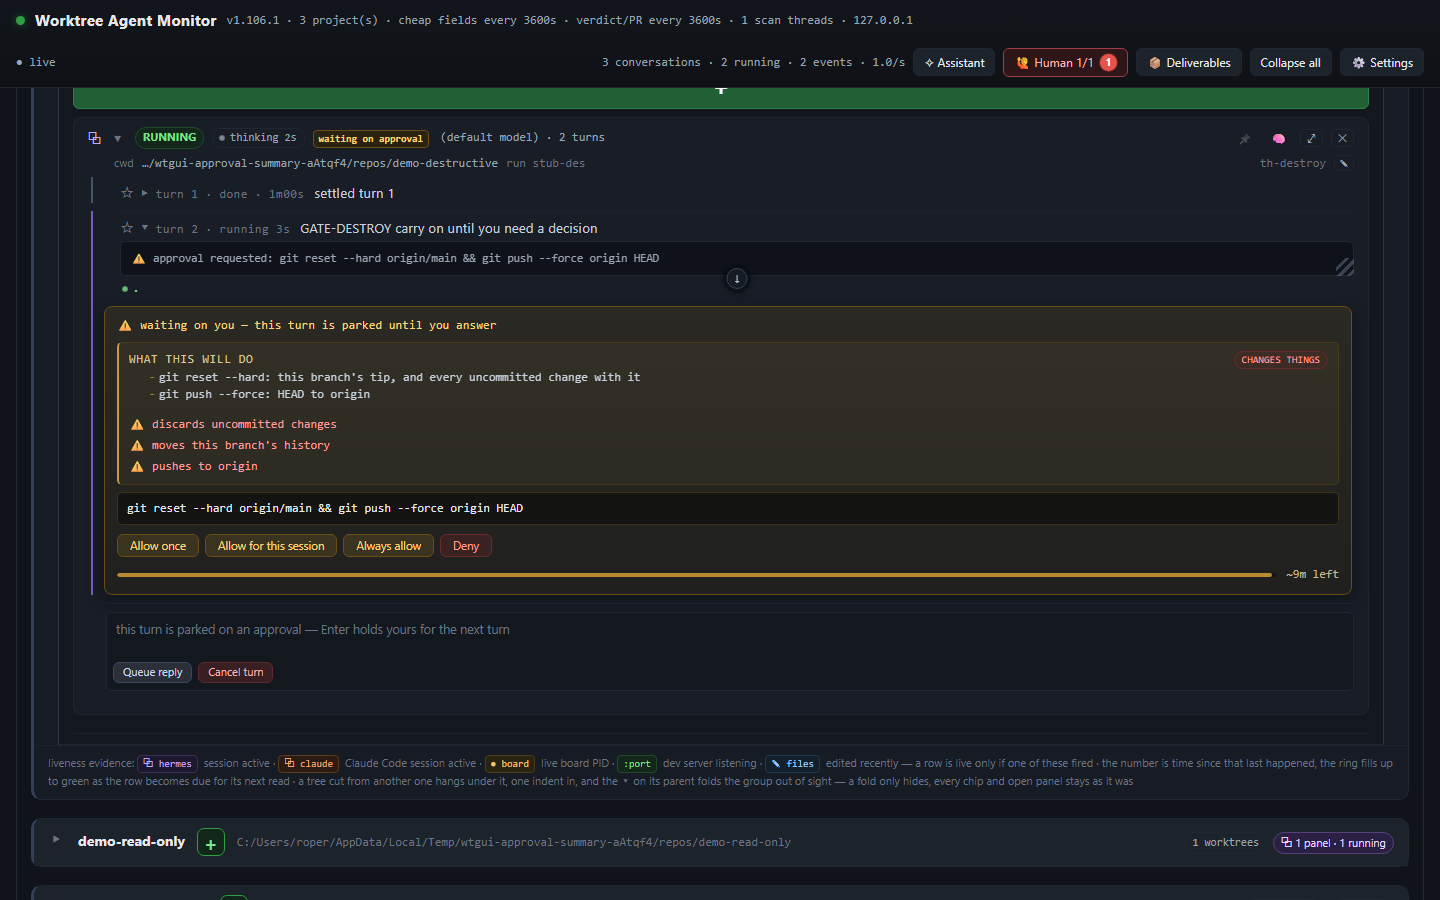 Worktree Agent Monitor v1.106.1 · 3 project(s) · cheap fields every 3600s · verdict/PR every 3600s · 1 scan threads · 127.0.0.1
live 3 conversations · 2 running · 2 events · 1.0/s Assistant Human 1/1 1 Deliverables Collapse all Settings
RUNNING thinking 2s waiting on approval (default model) · 2 turns
cwd …/wtgui-approval-summary-aAtqf4/repos/demo-destructive run stub-des th-destroy
turn 1 · done · 1m00s settled turn 1
turn 2 · running 3s GATE-DESTROY carry on until you need a decision
approval requested: git reset --hard origin/main && git push --force origin HEAD
.
waiting on you — this turn is parked until you answer
WHAT THIS WILL DO CHANGES THINGS
- git reset --hard: this branch's tip, and every uncommitted change with it
- git push --force: HEAD to origin
discards uncommitted changes
moves this branch's history
pushes to origin
git reset --hard origin/main && git push --force origin HEAD
Allow once Allow for this session Always allow Deny
~9m left
this turn is parked on an approval — Enter holds yours for the next turn
Queue reply Cancel turn
liveness evidence: hermes session active · claude Claude Code session active · board live board PID · :port dev server listening · files edited recently — a row is live only if one of these fired · the number is time since that last happened, the ring fills up
to green as the row becomes due for its next read · a tree cut from another one hangs under it, one indent in, and the ▾ on its parent folds the group out of sight — a fold only hides, every chip and open panel stays as it was
demo-read-only + C:/Users/roper/AppData/Local/Temp/wtgui-approval-summary-aAtqf4/repos/demo-read-only 1 worktrees 1 panel · 1 running